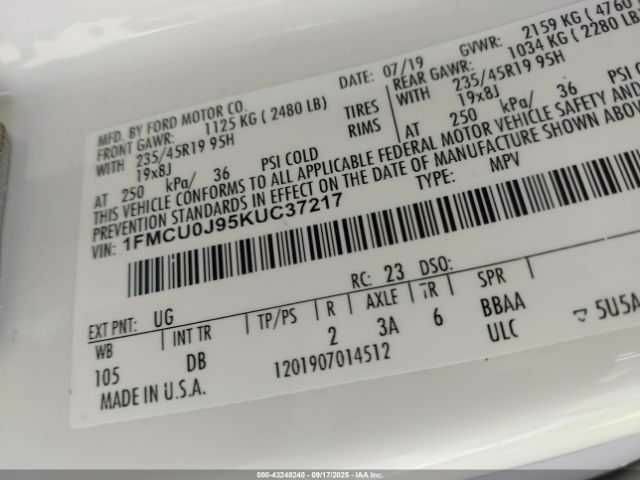 MFD. BY FORD MOTOR CO. DATE: 07/19 GVWR: 2159 KG ( 4760
FRONT GAWR: 1125 KG ( 2480 LB) REAR GAWR: 1034 KG ( 2280 LB)
WITH 235/45R19 95H TIRES WITH 235/45R19 95H
19x8J RIMS 19x8J
AT 250 kPa/ 36 PSI COLD AT 250 kPa/ 36 PSI CO
THIS VEHICLE CONFORMS TO ALL APPLICABLE FEDERAL MOTOR VEHICLE SAFETY AND
PREVENTION STANDARDS IN EFFECT ON THE DATE OF MANUFACTURE SHOWN ABOVE
VIN: 1FMCU0J95KUC37217 TYPE: MPV
EXT PNT: UG RC: 23 DSO:
WB INT TR TP/PS R AXLE TR SPR
105 DB 2 3A 6 BBAA 5U5A
ULC
MADE IN U.S.A. 1201907014512
000-43248240 - 09/17/2025 - IAA Inc.